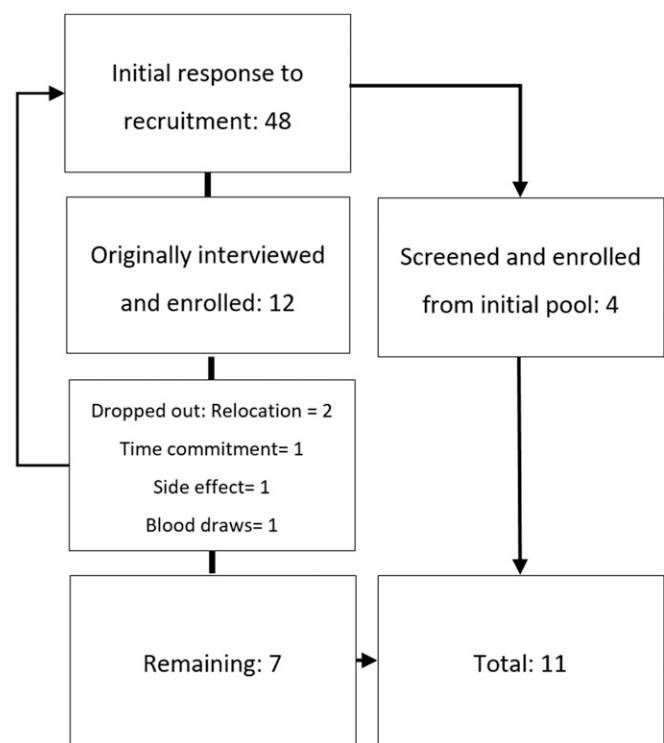 Initial response to
recruitment: 48
Originally interviewed
and enrolled: 12
Screened and enrolled
from initial pool: 4
Dropped out: Relocation = 2
Time commitment= 1
Side effect= 1
Blood draws= 1
Remaining: 7
Total: 11